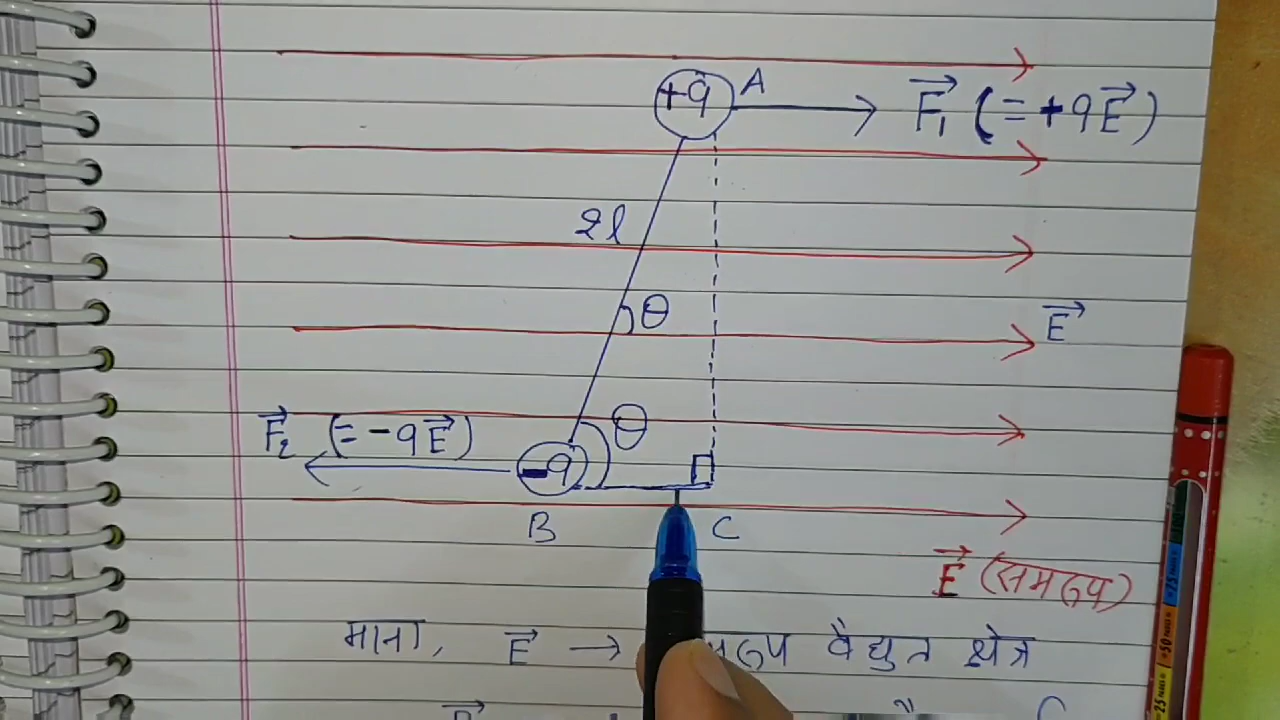 +q A F⃗₁ (= +qE⃗)
2l
θ
E⃗
θ
F⃗₂ (= -qE⃗) -q
B C
E⃗ (समरूप)
माना, E⃗ → वैद्युत क्षेत्र